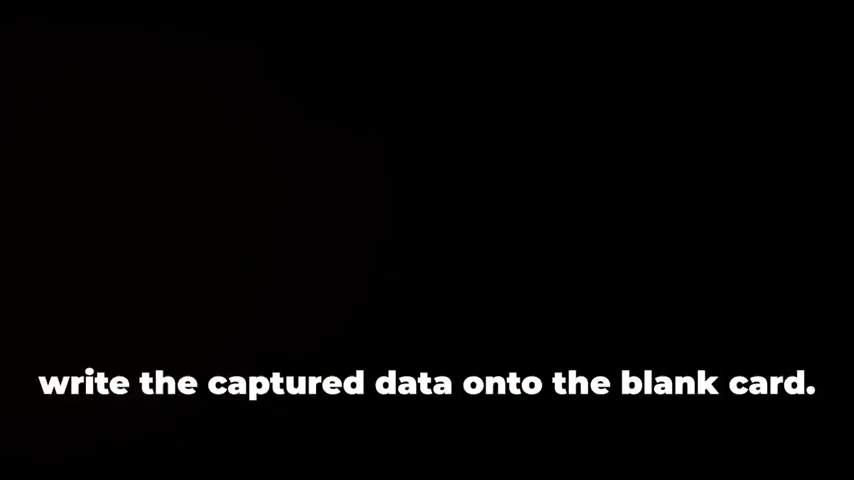 write the captured data onto the blank card.